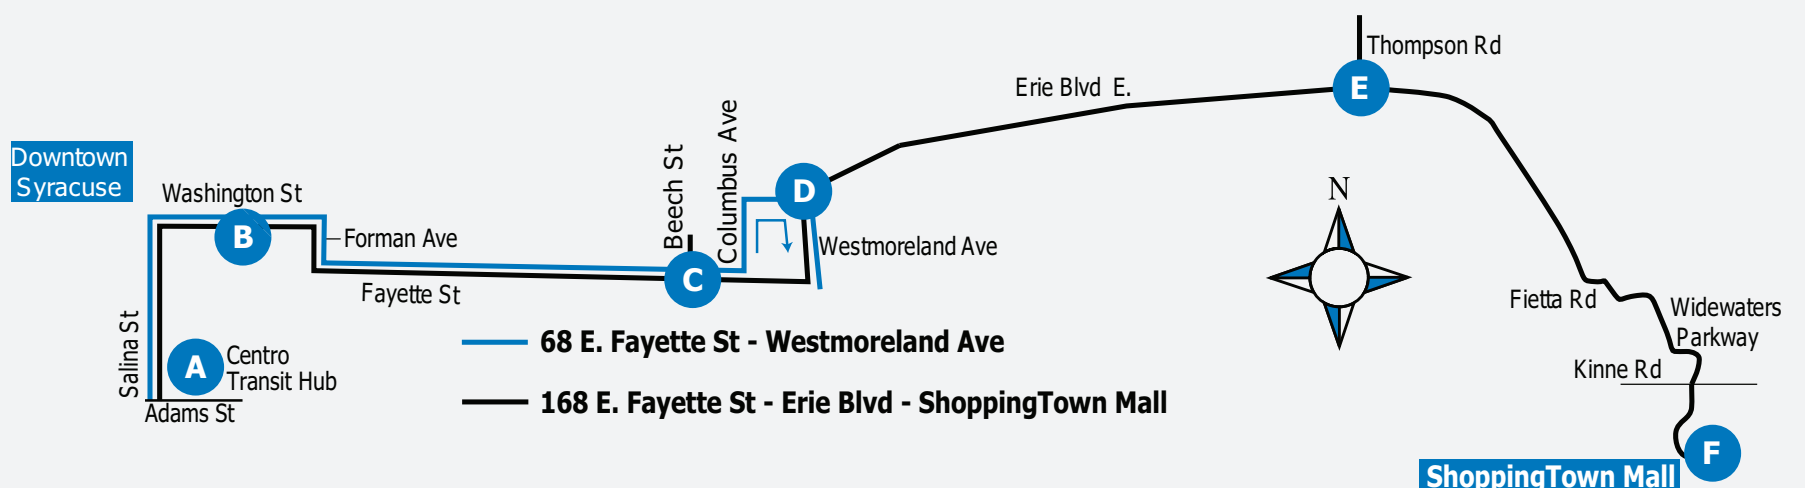 Thompson Rd
E
Erie Blvd E.
Downtown
Syracuse
Washington St
B
Forman Ave
Beech St
Columbus Ave
D
Westmoreland Ave
C
Fayette St
N
Salina St
A
Centro
Transit Hub
Adams St
68 E. Fayette St - Westmoreland Ave
168 E. Fayette St - Erie Blvd - ShoppingTown Mall
Fietta Rd
Widewaters
Parkway
Kinne Rd
F
ShoppingTown Mall